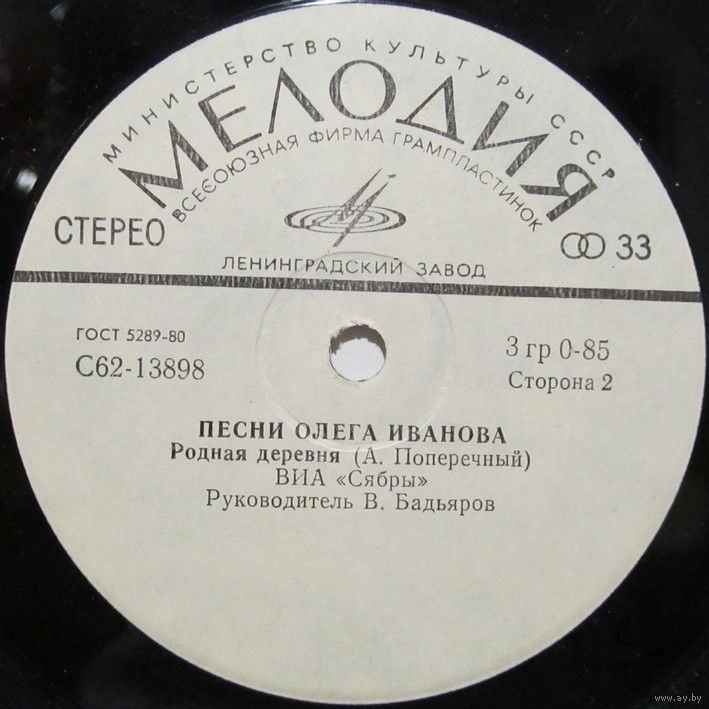 МИНИСТЕРСТВО КУЛЬТУРЫ СССР
МЕЛОДИЯ
ВСЕСОЮЗНАЯ ФИРМА ГРАМПЛАСТИНОК
СТЕРЕО
33
ЛЕНИНГРАДСКИЙ ЗАВОД
ГОСТ 5289-80
С62-13898
3 гр 0-85
Сторона 2
ПЕСНИ ОЛЕГА ИВАНОВА
Родная деревня (А. Поперечный)
ВИА «Сябры»
Руководитель В. Бадьяров
www.ay.by